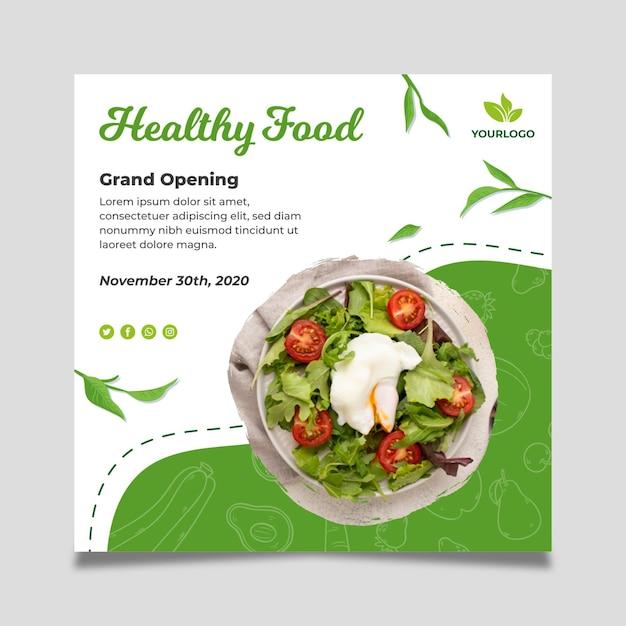 Healthy Food
YOURLOGO
Grand Opening
Lorem ipsum dolor sit amet,
consectetuer adipiscing elit, sed diam
nonummy nibh euismod tincidunt ut
laoreet dolore magna.
November 30th, 2020